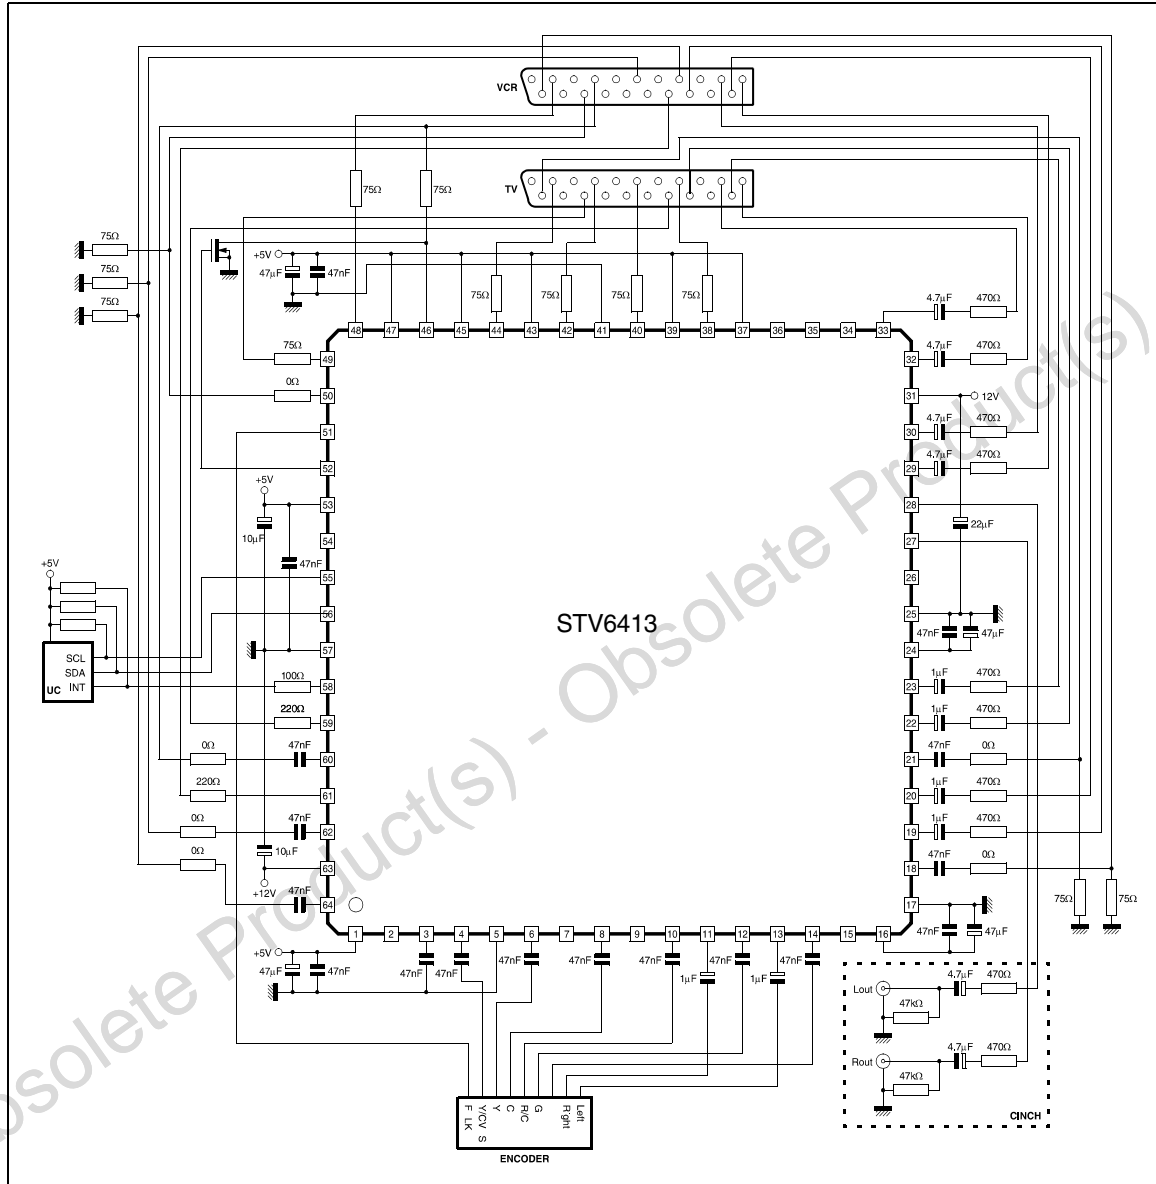 VCR
TV
75Ω 75Ω
75Ω
75Ω
75Ω
+5V
47µF 47nF
75Ω 75Ω 75Ω 75Ω
4.7µF 470Ω
48 47 46 45 44 43 42 41 40 39 38 37 36 35 34 33
75Ω
49
32
4.7µF 470Ω
0Ω
50
31
12V
51
30
4.7µF 470Ω
52
29
4.7µF 470Ω
+5V
53
28
10µF
22µF
54
27
47nF
+5V
55
26
56
25
STV6413
47nF 47µF
57
24
SCL
SDA
INT
UC
100Ω
58
23
1µF 470Ω
220Ω
59
22
1µF 470Ω
0Ω 47nF
60
21
47nF 0Ω
220Ω
61
20
1µF 470Ω
0Ω 47nF
62
19
1µF 470Ω
0Ω
10µF
63
18
47nF 0Ω
+12V
47nF
64
17
75Ω 75Ω
47nF 47µF
1 2 3 4 5 6 7 8 9 10 11 12 13 14 15 16
+5V
47µF 47nF
47nF 47nF 47nF 47nF 47nF 1µF 47nF 1µF 47nF
Lout
4.7µF 470Ω
47kΩ
Rout
4.7µF 470Ω
47kΩ
CINCH
F LK
Y/CV S
Y
C
R/C
G
R'ght
Left
ENCODER
Obsolete Product(s) - Obsolete Product(s)